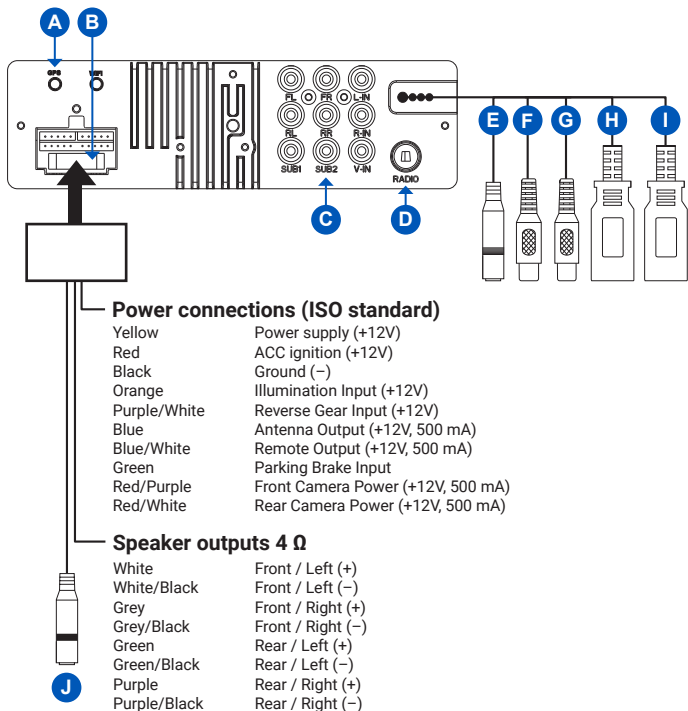 A
B
GPS
WIFI
FL
FR
L-IN
RL
RR
R-IN
SUB1
SUB2
V-IN
RADIO
C
D
E
F
G
H
I
Power connections (ISO standard)
Yellow Power supply (+12V)
Red ACC ignition (+12V)
Black Ground (−)
Orange Illumination Input (+12V)
Purple/White Reverse Gear Input (+12V)
Blue Antenna Output (+12V, 500 mA)
Blue/White Remote Output (+12V, 500 mA)
Green Parking Brake Input
Red/Purple Front Camera Power (+12V, 500 mA)
Red/White Rear Camera Power (+12V, 500 mA)
Speaker outputs 4 Ω
White Front / Left (+)
White/Black Front / Left (−)
Grey Front / Right (+)
Grey/Black Front / Right (−)
Green Rear / Left (+)
Green/Black Rear / Left (−)
Purple Rear / Right (+)
Purple/Black Rear / Right (−)
J